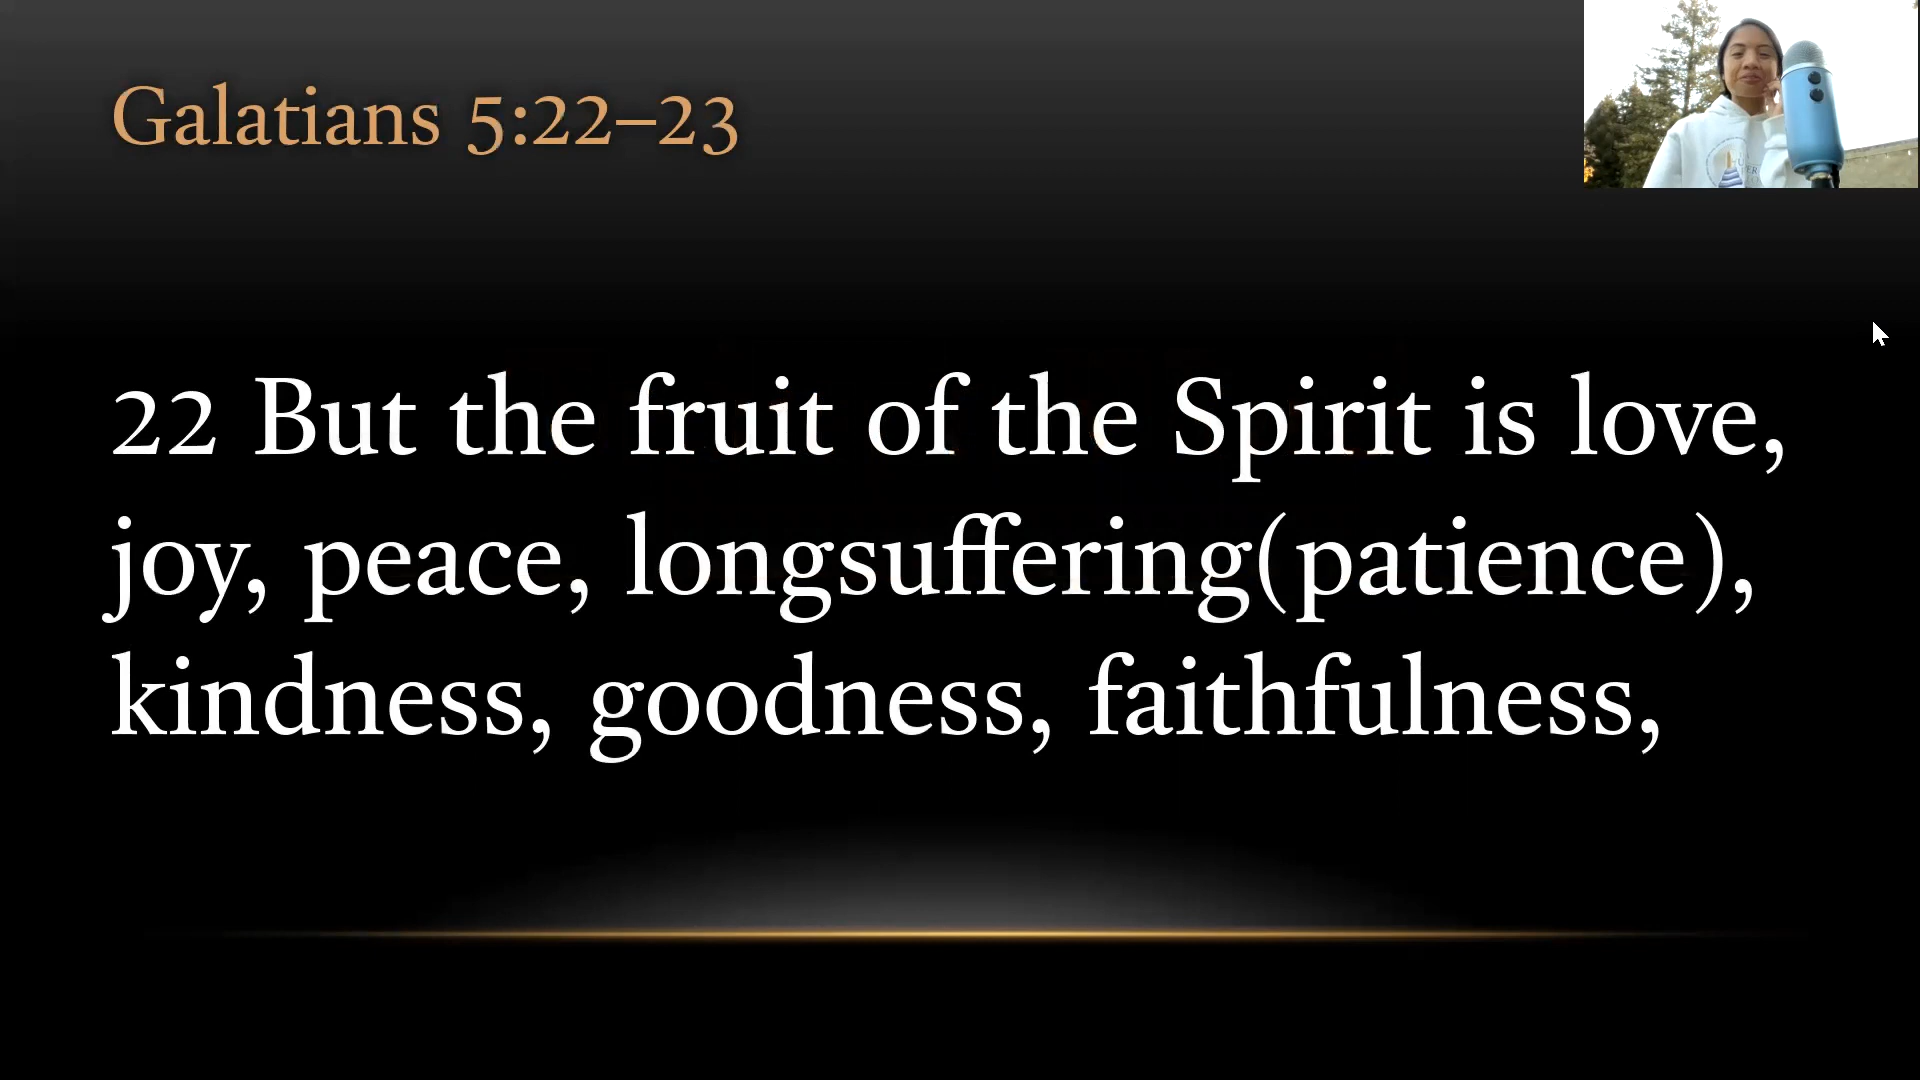 Galatians 5:22–23
22 But the fruit of the Spirit is love,
joy, peace, longsuffering(patience),
kindness, goodness, faithfulness,